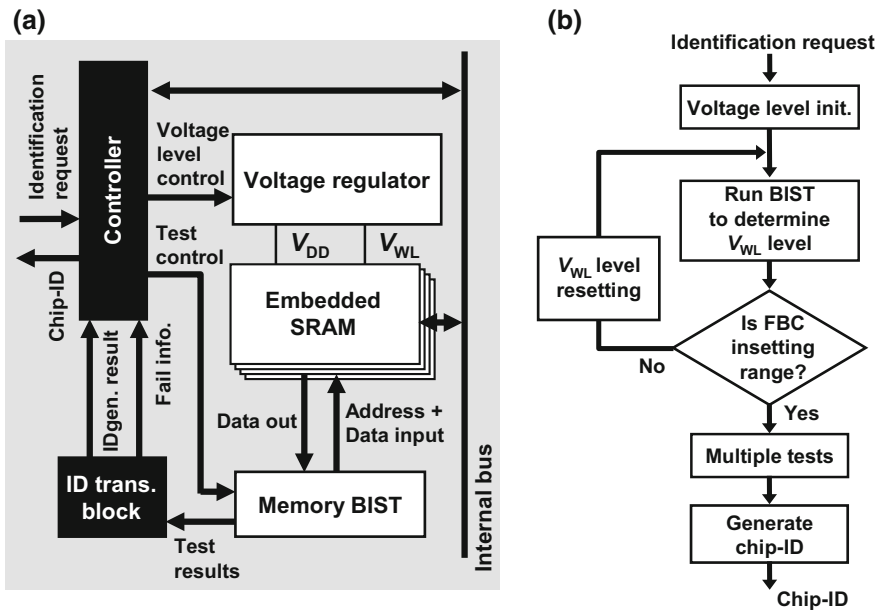 (a)
Identification
request
Chip-ID
Controller
Voltage
level
control
Test
control
Voltage regulator
VDD
VWL
Embedded
SRAM
IDgen. result
Fail info.
Data out
Address +
Data input
ID trans.
block
Memory BIST
Test
results
Internal bus
(b)
Identification request
Voltage level init.
Run BIST
to determine
VWL level
VWL level
resetting
Is FBC
insetting
range?
No
Yes
Multiple tests
Generate
chip-ID
Chip-ID